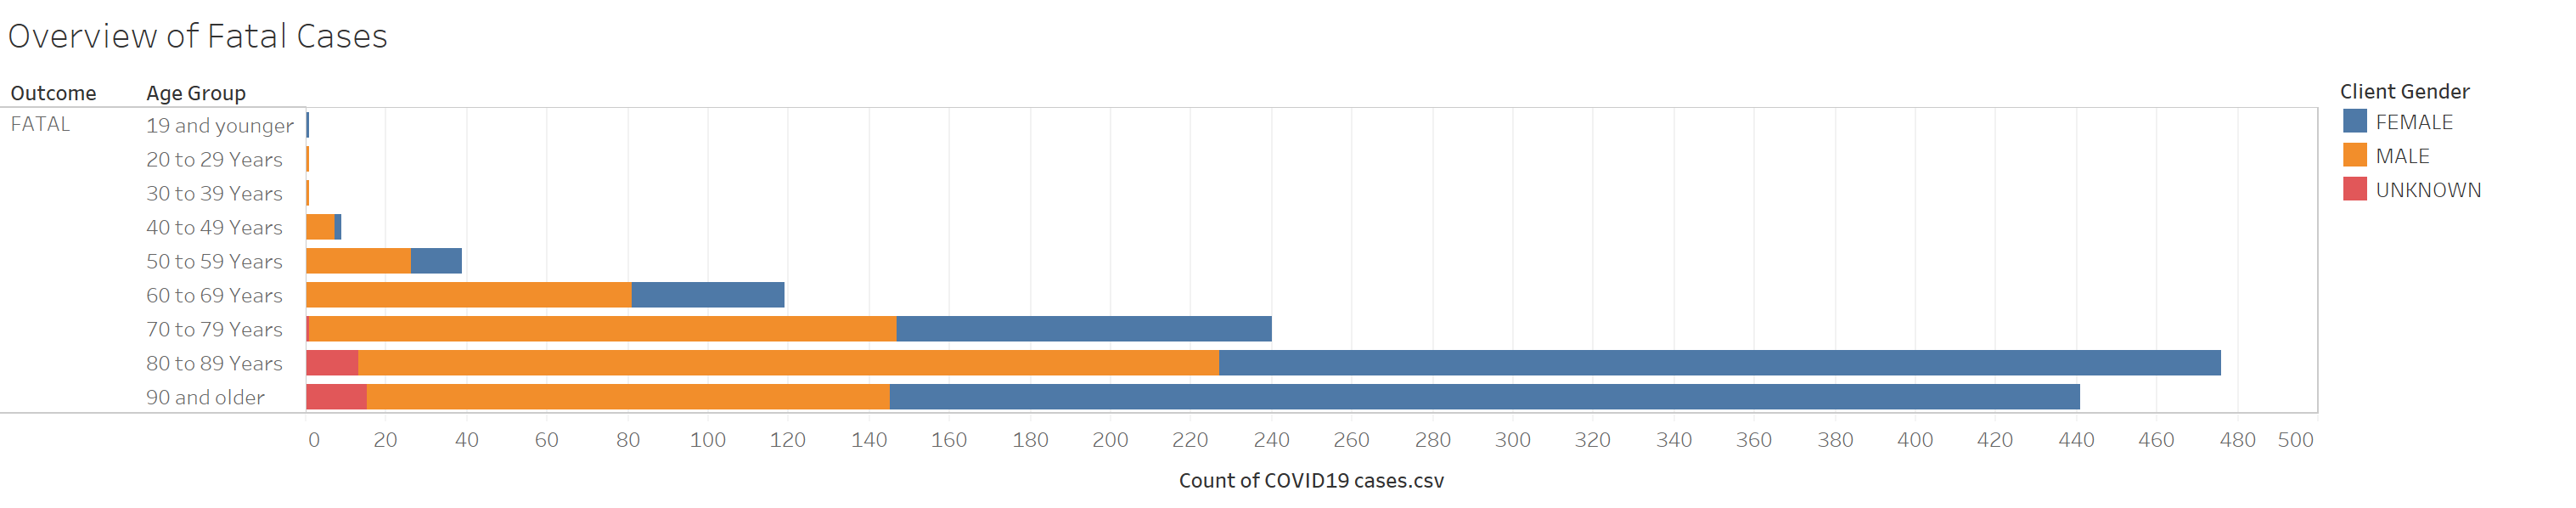 Overview of Fatal Cases
Outcome Age Group
FATAL 19 and younger
20 to 29 Years
30 to 39 Years
40 to 49 Years
50 to 59 Years
60 to 69 Years
70 to 79 Years
80 to 89 Years
90 and older
0 20 40 60 80 100 120 140 160 180 200 220 240 260 280 300 320 340 360 380 400 420 440 460 480 500
Count of COVID19 cases.csv
Client Gender
FEMALE
MALE
UNKNOWN